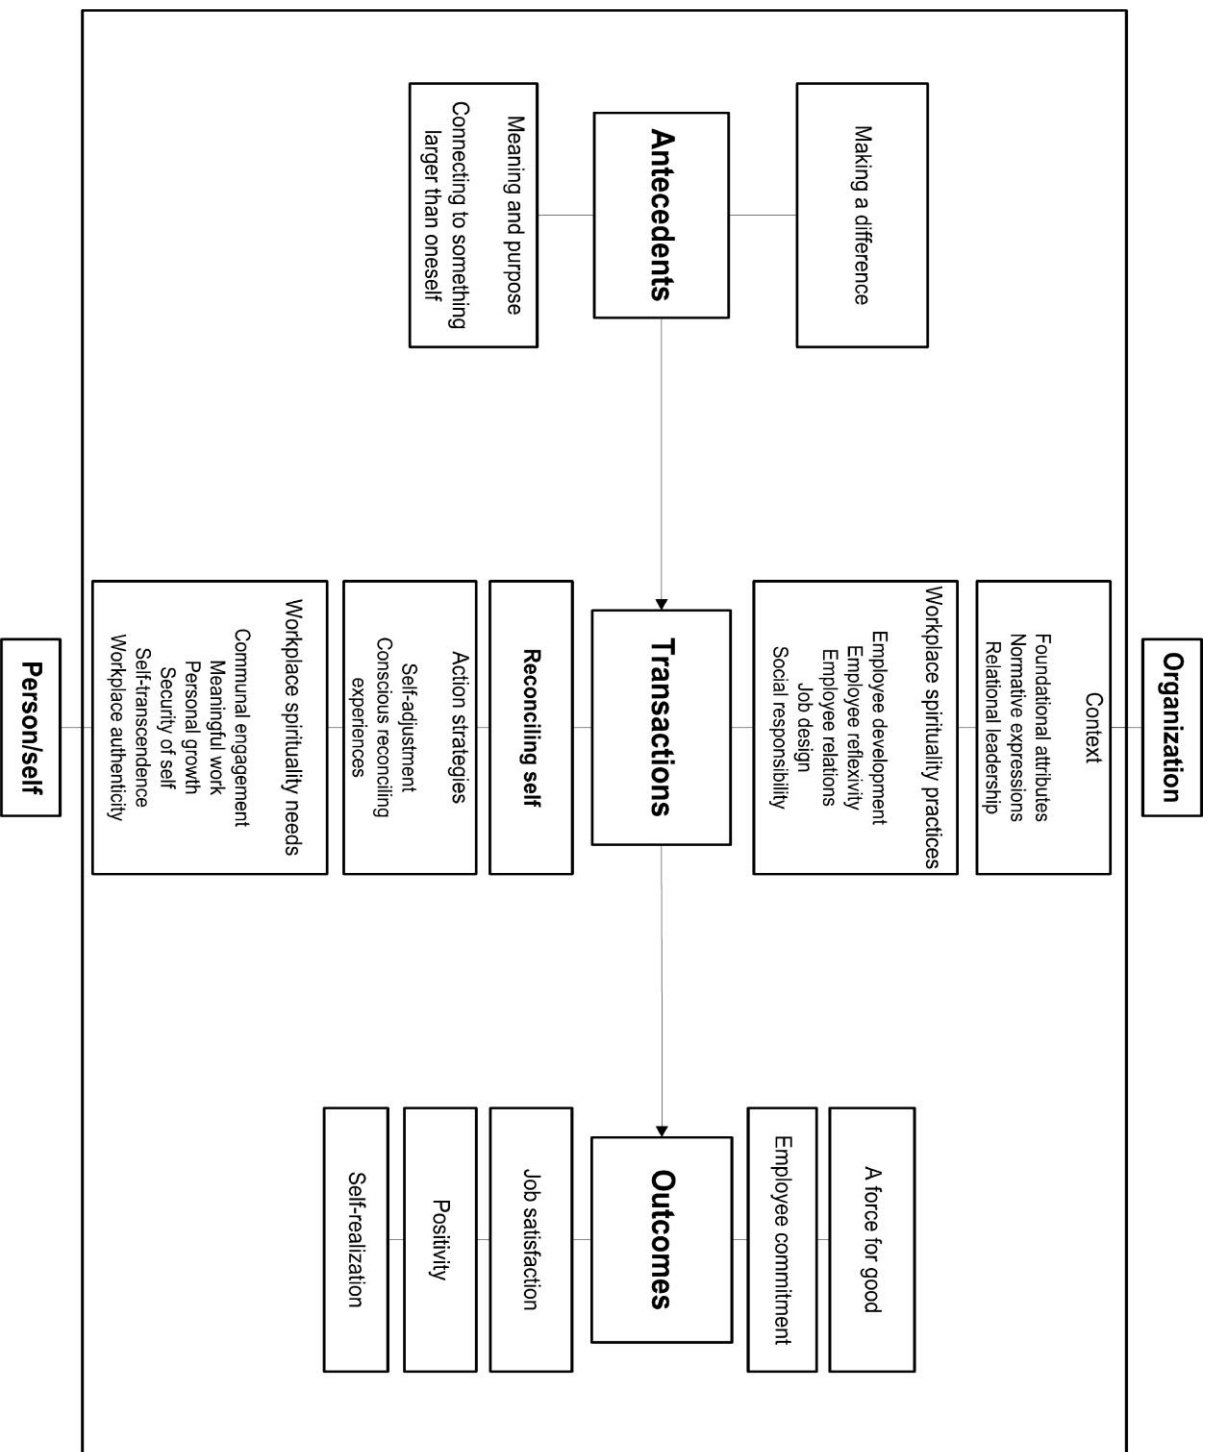 Organization
Context
Foundational attributes
Normative expressions
Relational leadership
Making a difference
Workplace spirituality practices
Employee development
Employee reflexivity
Employee relations
Job design
Social responsibility
A force for good
Employee commitment
Antecedents
Transactions
Outcomes
Meaning and purpose
Connecting to something
larger than oneself
Reconciling self
Action strategies
Self-adjustment
Conscious reconciling
experiences
Job satisfaction
Positivity
Self-realization
Workplace spirituality needs
Communal engagement
Meaningful work
Personal growth
Security of self
Self-transcendence
Workplace authenticity
Person/self